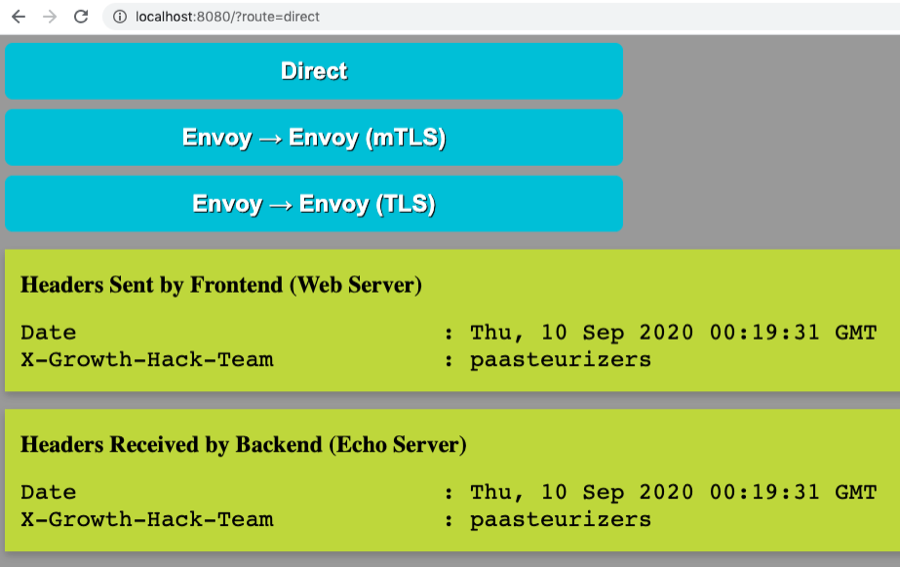 localhost:8080/?route=direct
Direct
Envoy → Envoy (mTLS)
Envoy → Envoy (TLS)
Headers Sent by Frontend (Web Server)
Date : Thu, 10 Sep 2020 00:19:31 GMT
X-Growth-Hack-Team : paasteurizers
Headers Received by Backend (Echo Server)
Date : Thu, 10 Sep 2020 00:19:31 GMT
X-Growth-Hack-Team : paasteurizers